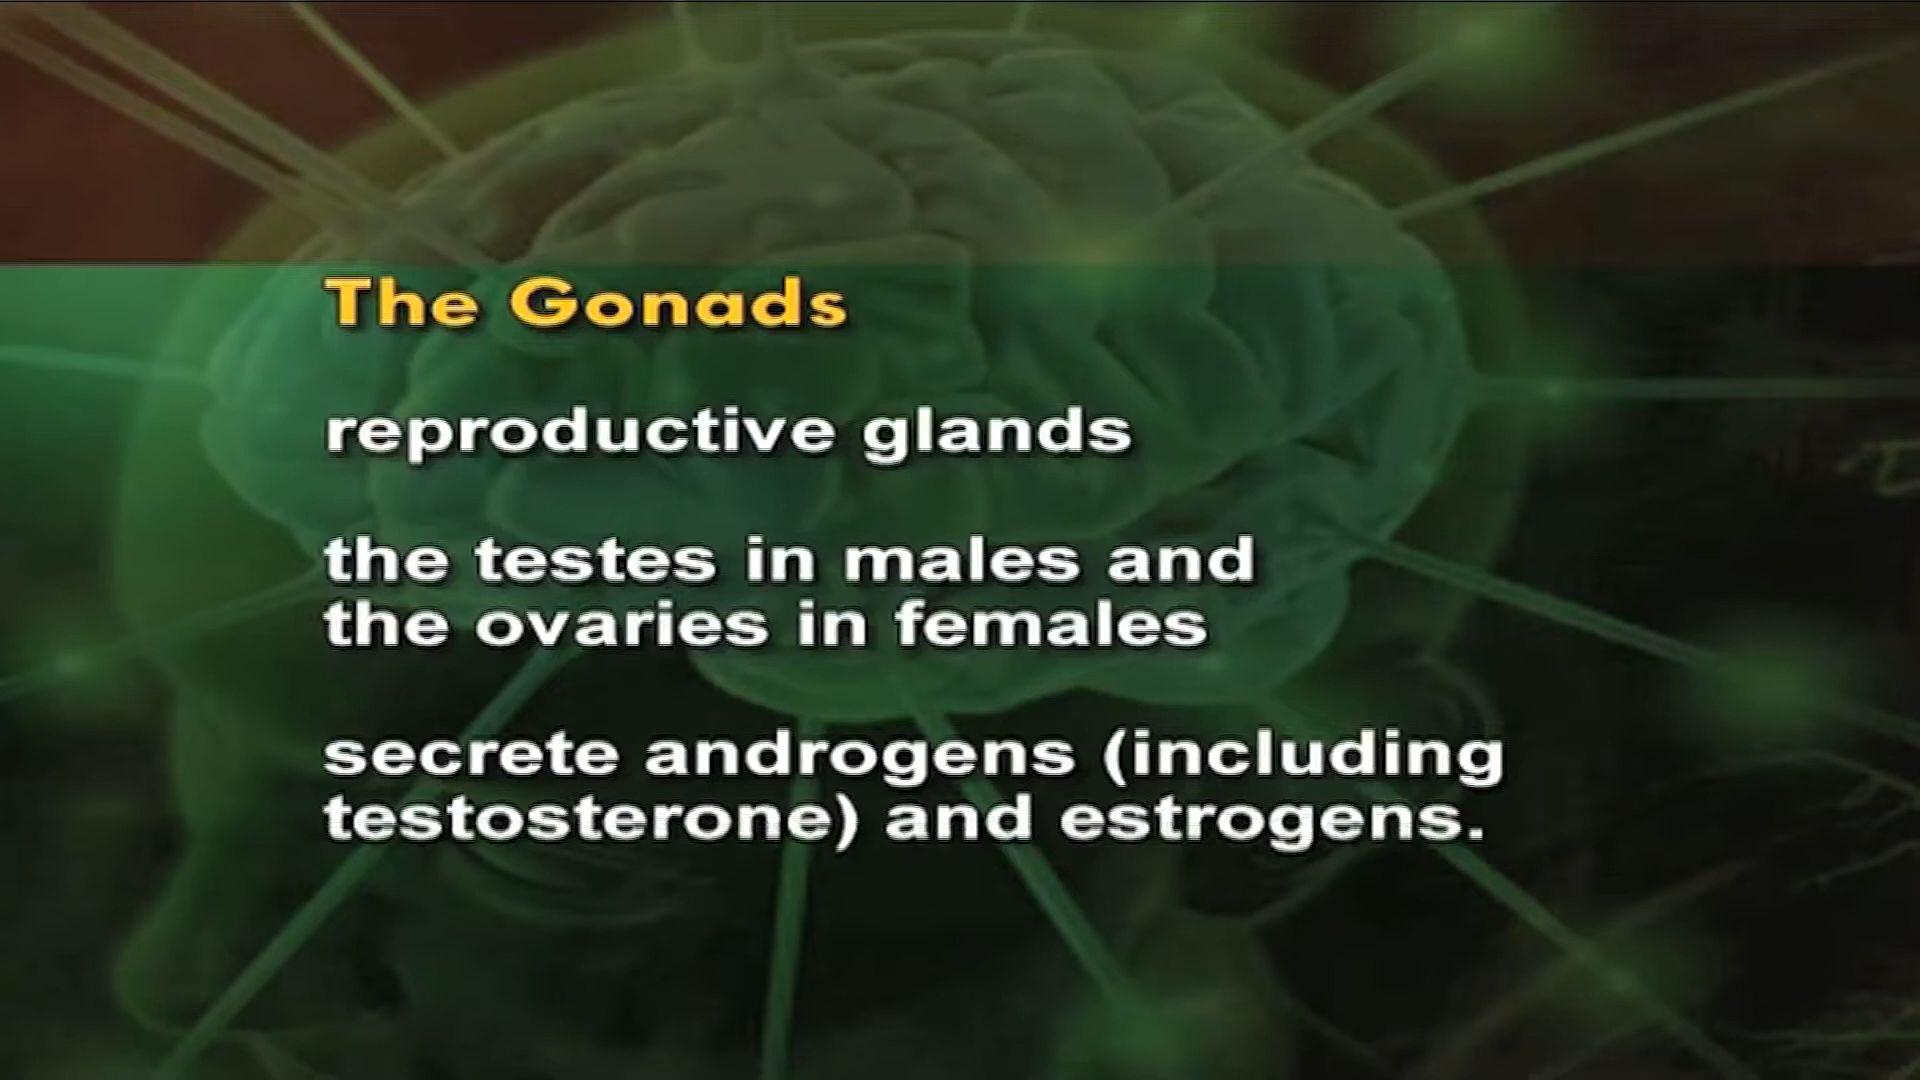 The Gonads
reproductive glands
the testes in males and
the ovaries in females
secrete androgens (including
testosterone) and estrogens.